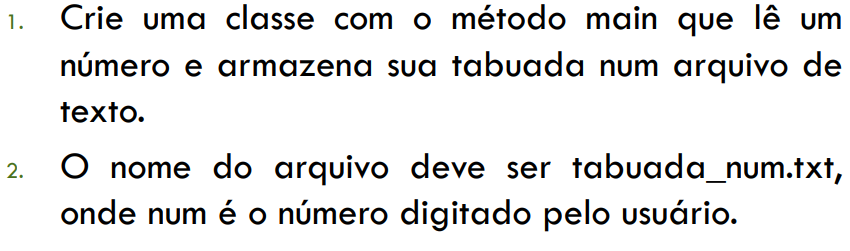 1. Crie uma classe com o método main que lê um
número e armazena sua tabuada num arquivo de
texto.
2. O nome do arquivo deve ser tabuada_num.txt,
onde num é o número digitado pelo usuário.